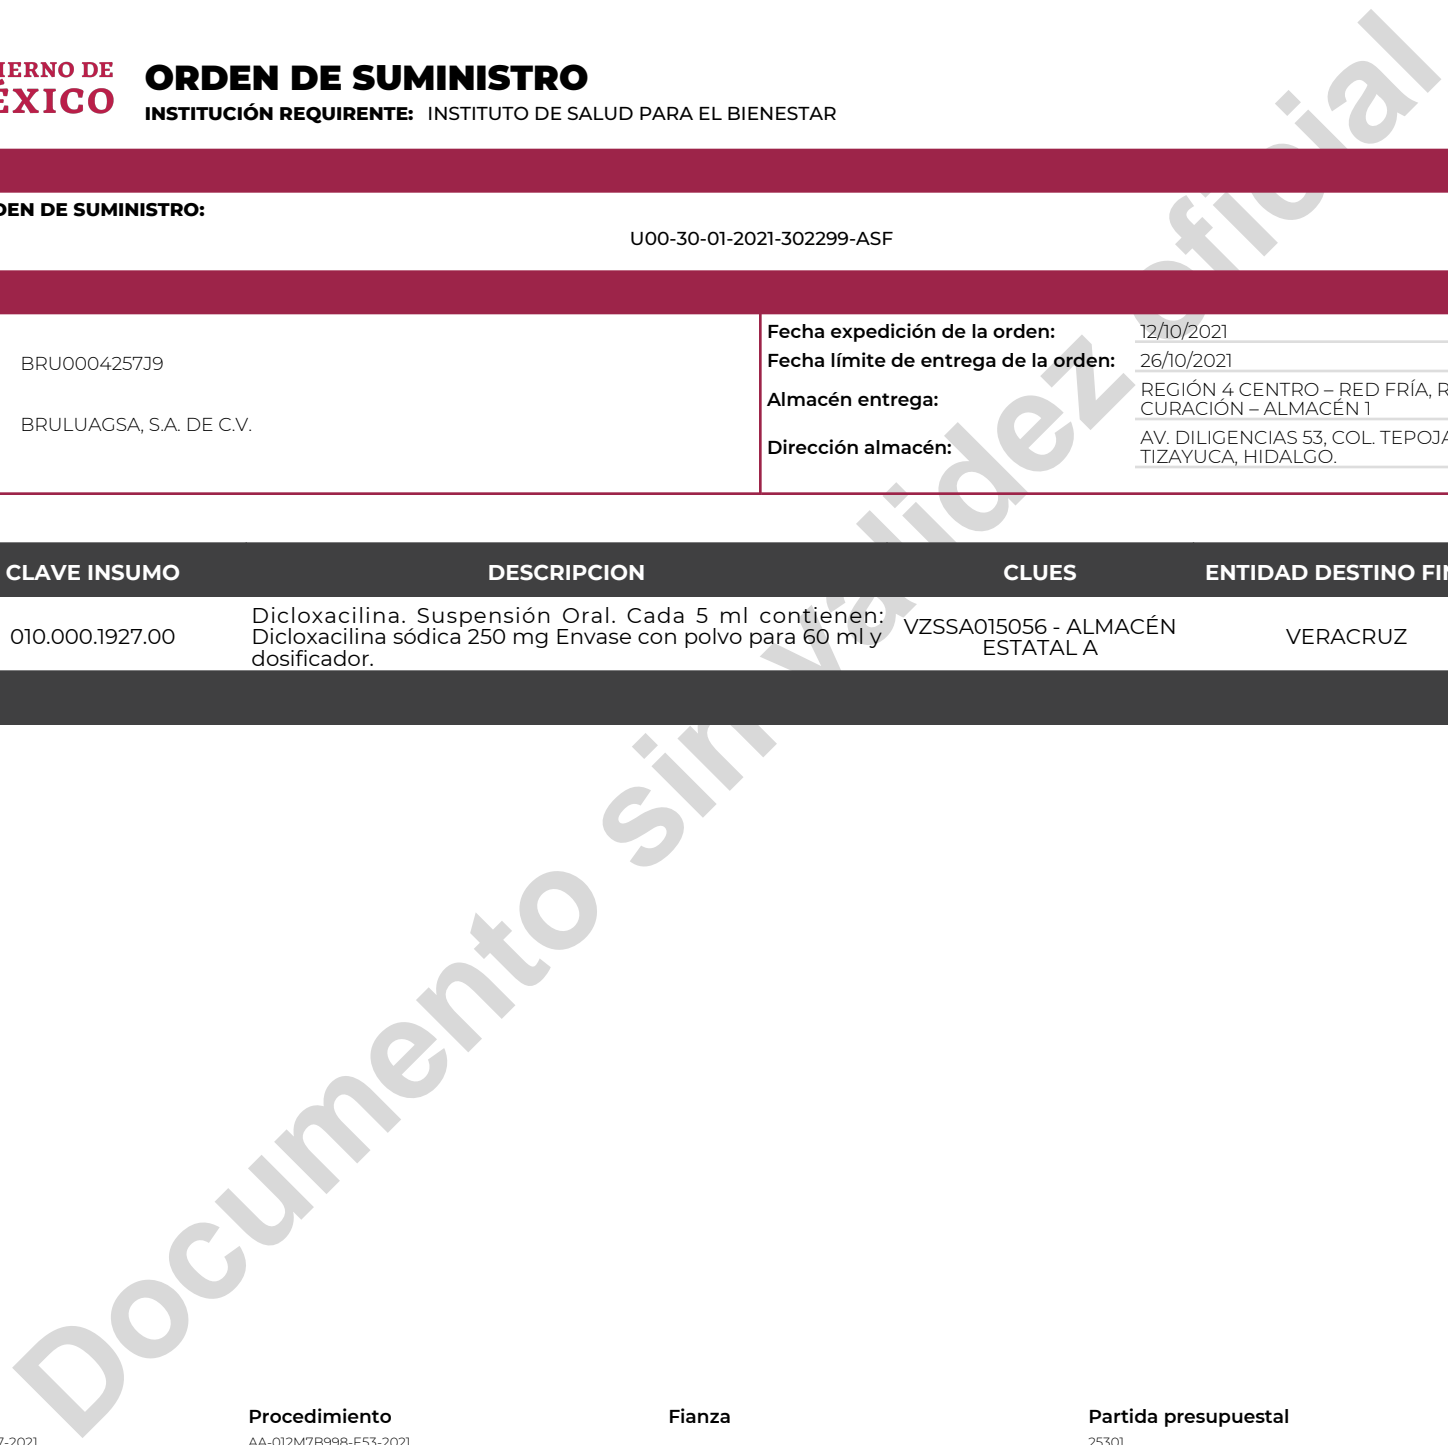 ORDEN DE SUMINISTRO
INSTITUCIÓN REQUIRENTE: INSTITUTO DE SALUD PARA EL BIENESTAR
DE
DE SUMINISTRO:
U00-30-01-2021-302299-ASF
BRU0004257J9
BRULUAGSA, S.A. DE C.V.
Fecha expedición de la orden: 12/10/2021
Fecha límite de entrega de la orden: 26/10/2021
Almacén entrega: REGIÓN 4 CENTRO – RED FRÍA,
CURACIÓN – ALMACÉN 1
Dirección almacén: AV. DILIGENCIAS 53, COL.
TIZAYUCA, HIDALGO.
CLAVE INSUMO DESCRIPCION CLUES ENTIDAD DESTINO
010.000.1927.00
Dicloxacilina. Suspensión Oral. Cada 5 ml contienen:
Dicloxacilina sódica 250 mg Envase con polvo para 60 ml y
dosificador.
VZSSA015056 - ALMACÉN
ESTATAL A
VERACRUZ
Documento sin validez oficial
Procedimiento
AA-012M7B998-E53-2021
Fianza
Partida presupuestal
25301